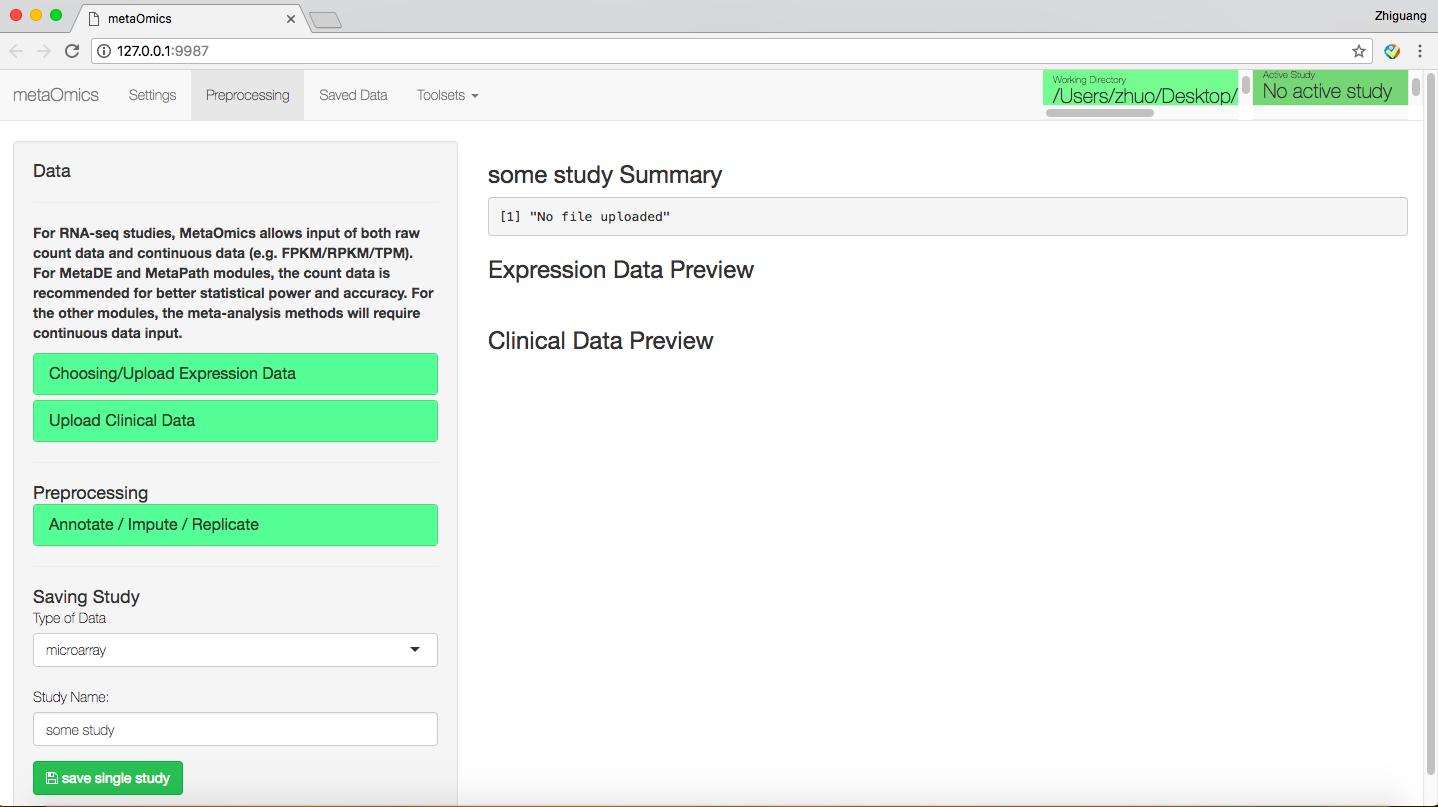 metaOmics
Zhiguang
127.0.0.1:9987
metaOmics Settings Preprocessing Saved Data Toolsets
Working Directory
/Users/zhuo/Desktop/
Active Study
No active study
Data
For RNA-seq studies, MetaOmics allows input of both raw
count data and continuous data (e.g. FPKM/RPKM/TPM).
For MetaDE and MetaPath modules, the count data is
recommended for better statistical power and accuracy. For
the other modules, the meta-analysis methods will require
continuous data input.
Choosing/Upload Expression Data
Upload Clinical Data
Preprocessing
Annotate / Impute / Replicate
Saving Study
Type of Data
microarray
Study Name:
some study
save single study
some study Summary
[1] "No file uploaded"
Expression Data Preview
Clinical Data Preview